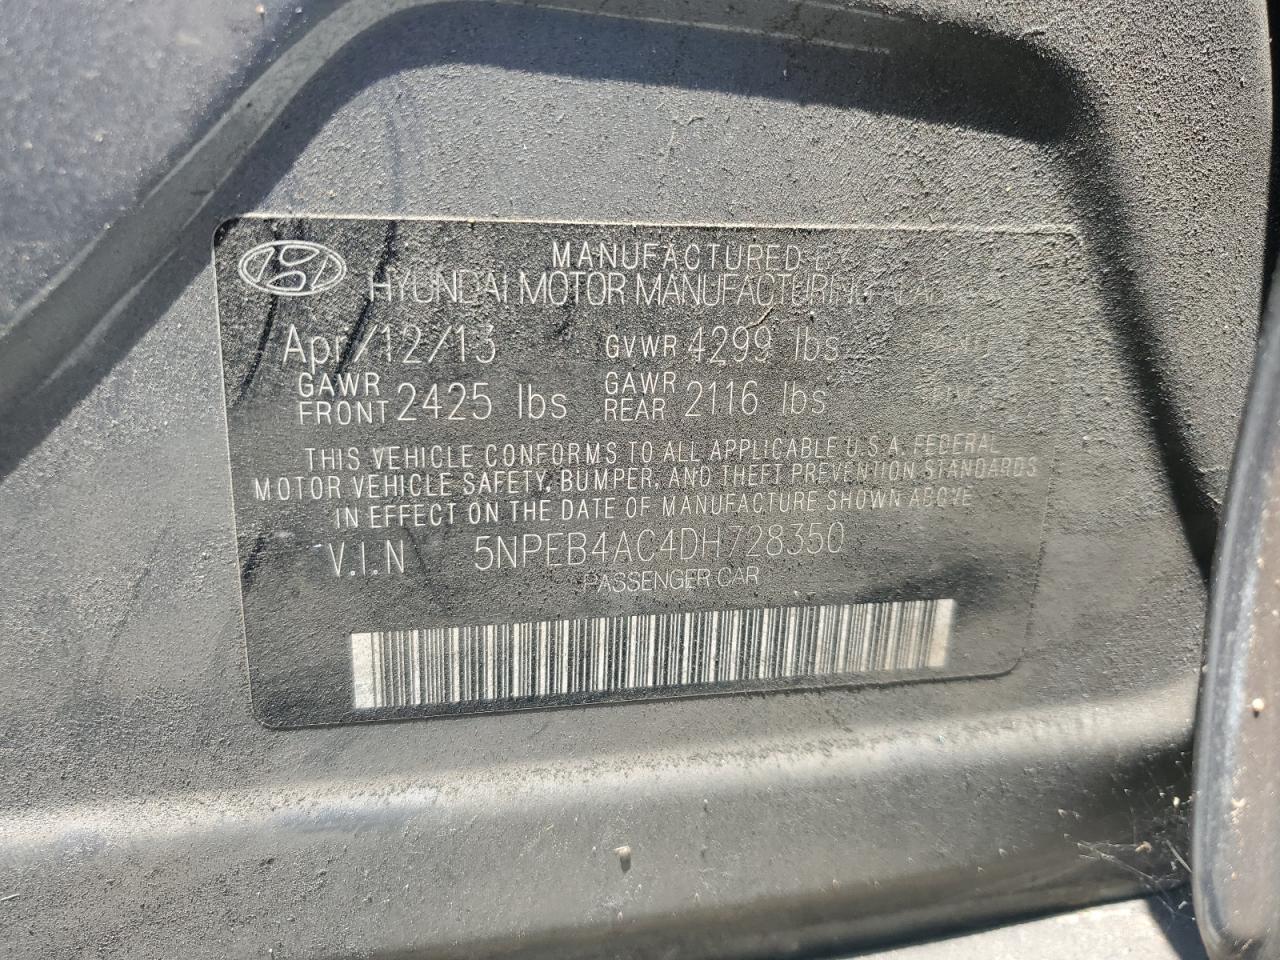 MANUFACTURED
HYUNDAI MOTOR MANUFACTURING
Apr/12/13 GVWR 4299 lbs
GAWR FRONT 2425 lbs GAWR REAR 2116 lbs
THIS VEHICLE CONFORMS TO ALL APPLICABLE U.S.A. FEDERAL
MOTOR VEHICLE SAFETY, BUMPER, AND THEFT PREVENTION STANDARDS
IN EFFECT ON THE DATE OF MANUFACTURE SHOWN ABOVE
V.I.N 5NPEB4AC4DH728350
PASSENGER CAR